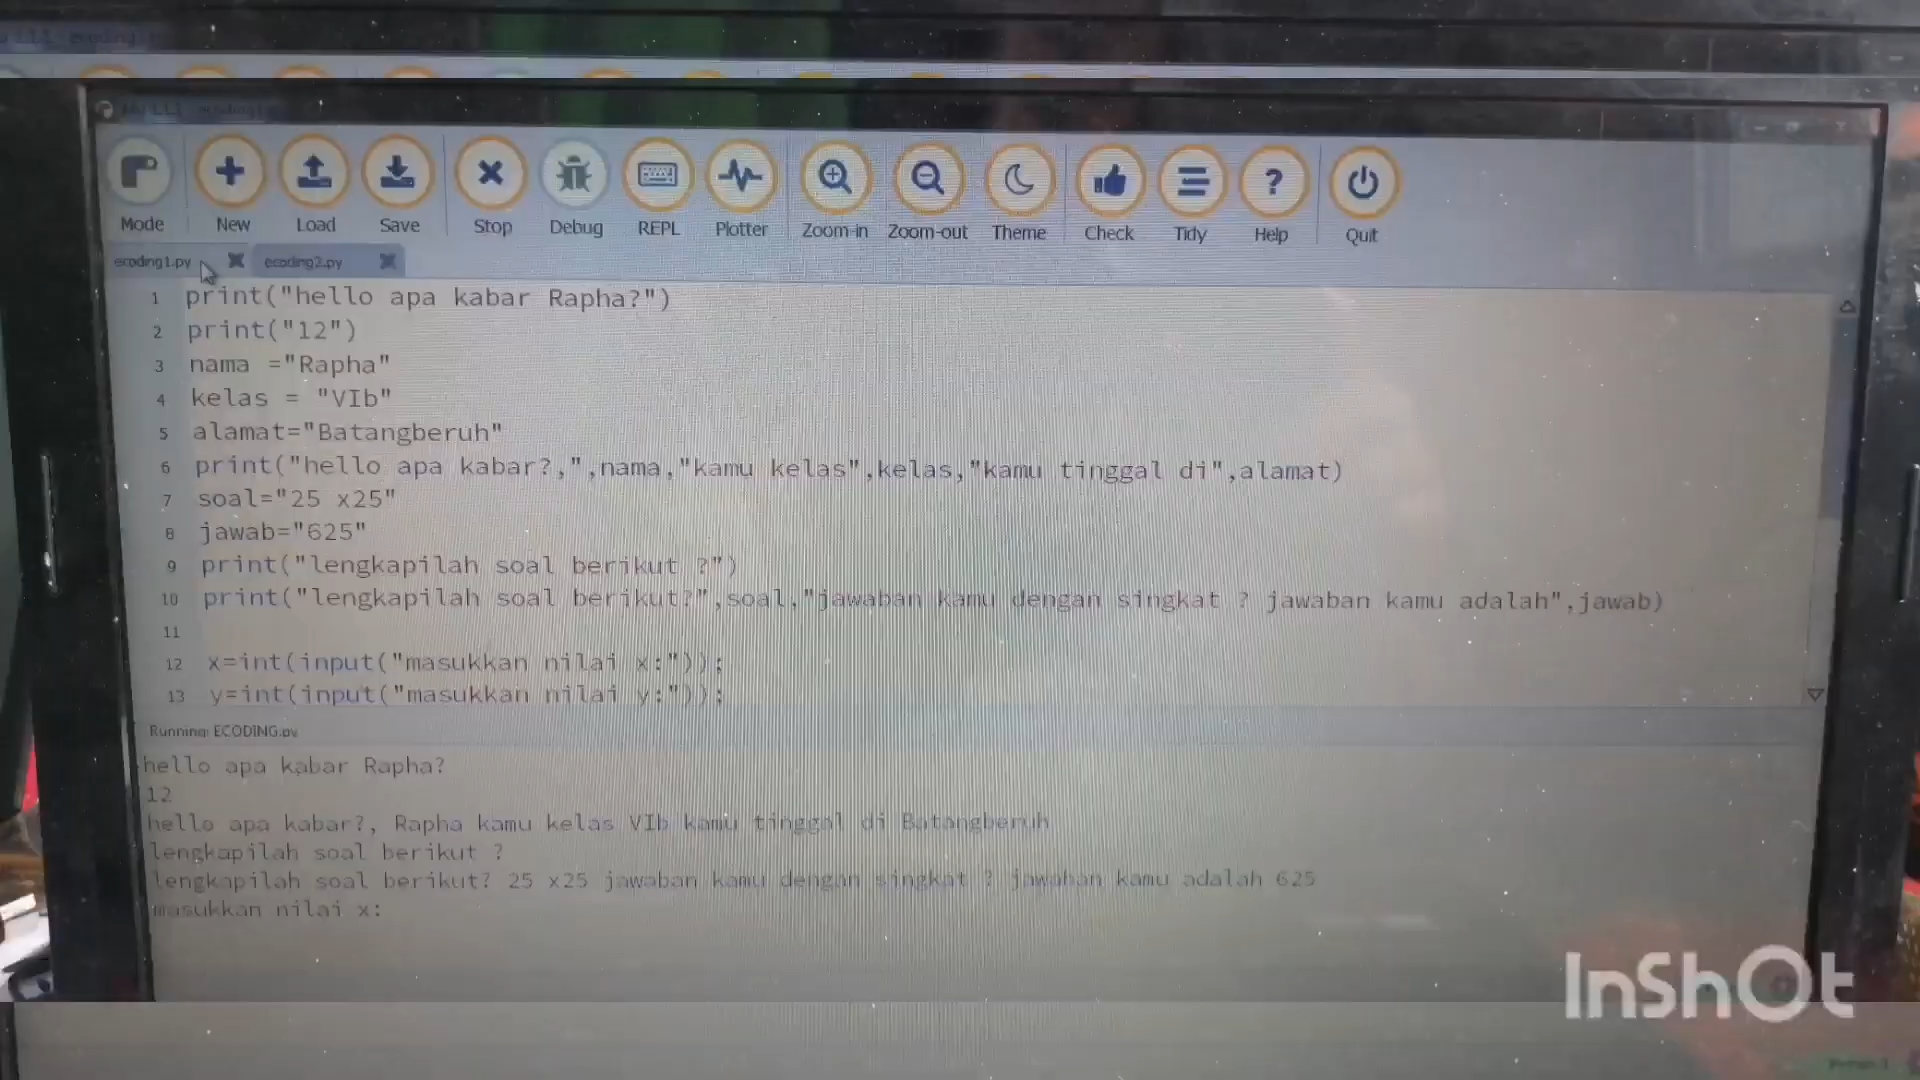 Mode
New
Load
Save
Stop
Debug
REPL
Plotter
Zoom-in
Zoom-out
Theme
Check
Tidy
Help
Quit
ecoding1.py
ecoding2.py
1 print("hello apa kabar Rapha?")
2 print("12")
3 nama ="Rapha"
4 kelas = "VIb"
5 alamat="Batangberuh"
6 print("hello apa kabar?,",nama,"kamu kelas",kelas,"kamu tinggal di",alamat)
7 soal="25 x25"
8 jawab="625"
9 print("lengkapilah soal berikut ?")
10 print("lengkapilah soal berikut?",soal,"jawaban kamu dengan singkat ? jawaban kamu adalah",jawab)
11
12 x=int(input("masukkan nilai x:"));
13 y=int(input("masukkan nilai y:"));
Running: ECODING.py
hello apa kabar Rapha?
12
hello apa kabar?, Rapha kamu kelas VIb kamu tinggal di Batangberuh
lengkapilah soal berikut ?
lengkapilah soal berikut? 25 x25 jawaban kamu dengan singkat ? jawaban kamu adalah 625
masukkan nilai x:
InShOt